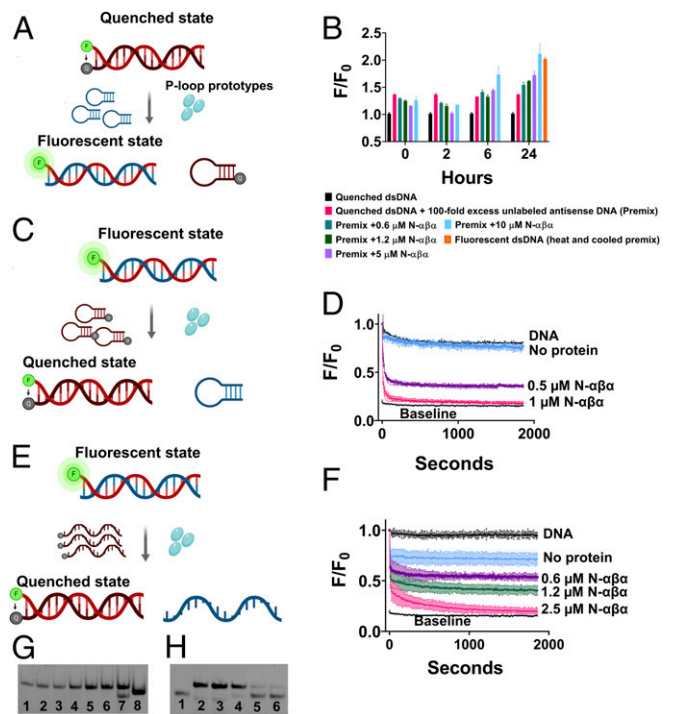 A
Quenched state
F
Q
P-loop prototypes
Fluorescent state
F
Q
B
F/F0
2.5
2.0
1.5
1.0
0.5
0 2 6 24
Hours
Quenched dsDNA
Quenched dsDNA + 100-fold excess unlabeled antisense DNA (Premix)
Premix +0.6 μM N-αβα Premix +10 μM N-αβα
Premix +1.2 μM N-αβα Fluorescent dsDNA (heat and cooled premix)
Premix +5 μM N-αβα
C
Fluorescent state
F
Quenched state
F
Q
D
F/F0
1.0
0.5
0.0
DNA
No protein
0.5 μM N-αβα
1 μM N-αβα
Baseline
0 1000 2000
Seconds
E
Fluorescent state
F
Quenched state
F
Q
F
F/F0
1.0
0.5
0.0
DNA
No protein
0.6 μM N-αβα
1.2 μM N-αβα
2.5 μM N-αβα
Baseline
0 1000 2000
Seconds
G
1 2 3 4 5 6 7 8
H
1 2 3 4 5 6